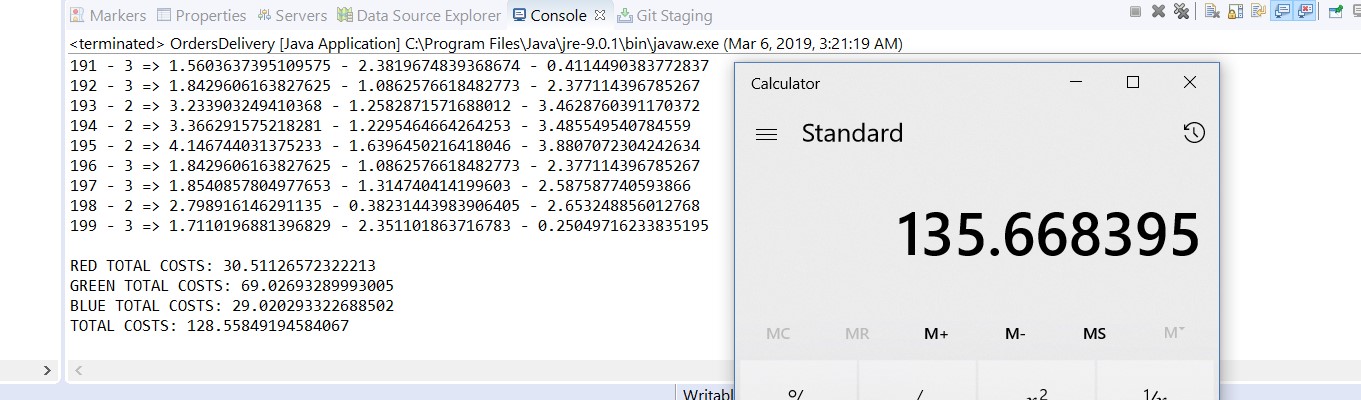 Markers Properties Servers Data Source Explorer Console Git Staging
<terminated> OrdersDelivery [Java Application] C:\Program Files\Java\jre-9.0.1\bin\javaw.exe (Mar 6, 2019, 3:21:19 AM)
191 - 3 => 1.5603637395109575 - 2.3819674839368674 - 0.4114490383772837
192 - 3 => 1.8429606163827625 - 1.0862576618482773 - 2.377114396785267
193 - 2 => 3.233903249410368 - 1.2582871571688012 - 3.4628760391170372
194 - 2 => 3.366291575218281 - 1.2295464664264253 - 3.485549540784559
195 - 2 => 4.146744031375233 - 1.6396450216418046 - 3.8807072304242634
196 - 3 => 1.8429606163827625 - 1.0862576618482773 - 2.377114396785267
197 - 3 => 1.8540857804977653 - 1.314740414199603 - 2.587587740593866
198 - 2 => 2.798916146291135 - 0.38231443983906405 - 2.653248856012768
199 - 3 => 1.7110196881396829 - 2.351101863716783 - 0.25049716233835195
RED TOTAL COSTS: 30.51126572322213
GREEN TOTAL COSTS: 69.02693289993005
BLUE TOTAL COSTS: 29.020293322688502
TOTAL COSTS: 128.55849194584067
Calculator
Standard
135.668395
MC MR M+ M- MS M˅
Writabl